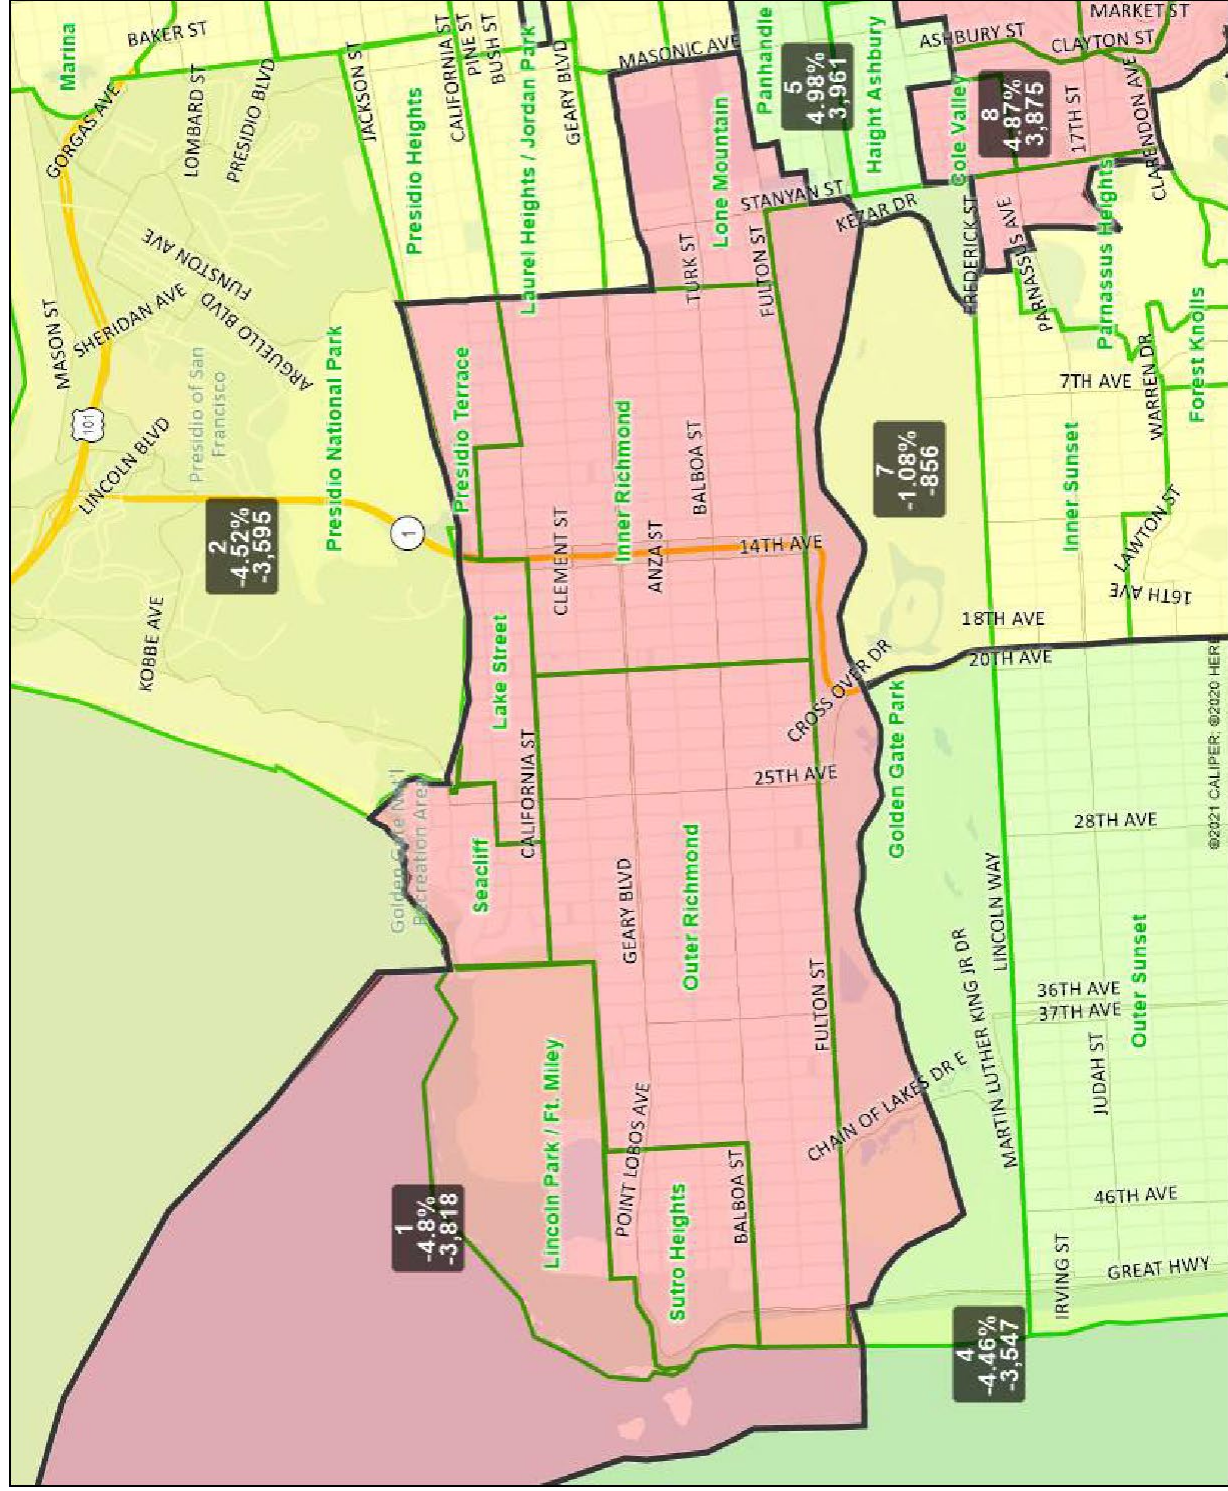 Marina
BAKER ST
GORGAS AVE
LOMBARD ST
PRESIDIO BLVD
JACKSON ST
Presidio Heights
CALIFORNIA ST
PINE ST
BUSH ST
Laurel Heights / Jordan Park
GEARY BLVD
MASONIC AVE
Lone Mountain
Panhandle
5
4.98%
3,961
Haight Ashbury
ASHBURY ST
MARKET ST
CLAYTON ST
Cole Valley
8
4.87%
3,875
17TH ST
CLARENDON AVE
STANYAN ST
KEZAR DR
FREDERICK ST
PARNASSUS AVE
PARNASSUS
Parnassus Heights
TURK ST
FULTON ST
MASON ST
SHERIDAN AVE
FUNSTON AVE
ARGUELLO BLVD
101
LINCOLN BLVD
Presidio of San
Francisco
Presidio National Park
2
-4.52%
-3,595
KOBBE AVE
1
Presidio Terrace
Inner Richmond
BALBOA ST
CLEMENT ST
ANZA ST
14TH AVE
7
-1.08%
-856
7TH AVE
WARREN DR
Forest Knolls
Inner Sunset
LAWTON ST
16TH AVE
18TH AVE
20TH AVE
Lake Street
CALIFORNIA ST
CROSS OVER DR
25TH AVE
Golden Gate Park
Golden Gate Nat'l
Recreation Area
Seacliff
GEARY BLVD
Outer Richmond
28TH AVE
©2021 CALIPER; ©2020 HERE
LINCOLN WAY
MARTIN LUTHER KING JR DR
FULTON ST
36TH AVE
37TH AVE
Outer Sunset
JUDAH ST
CHAIN OF LAKES DR E
Lincoln Park / Ft. Miley
POINT LOBOS AVE
BALBOA ST
Sutro Heights
1
-4.8%
-3,818
46TH AVE
IRVING ST
GREAT HWY
4
-4.46%
-3,547